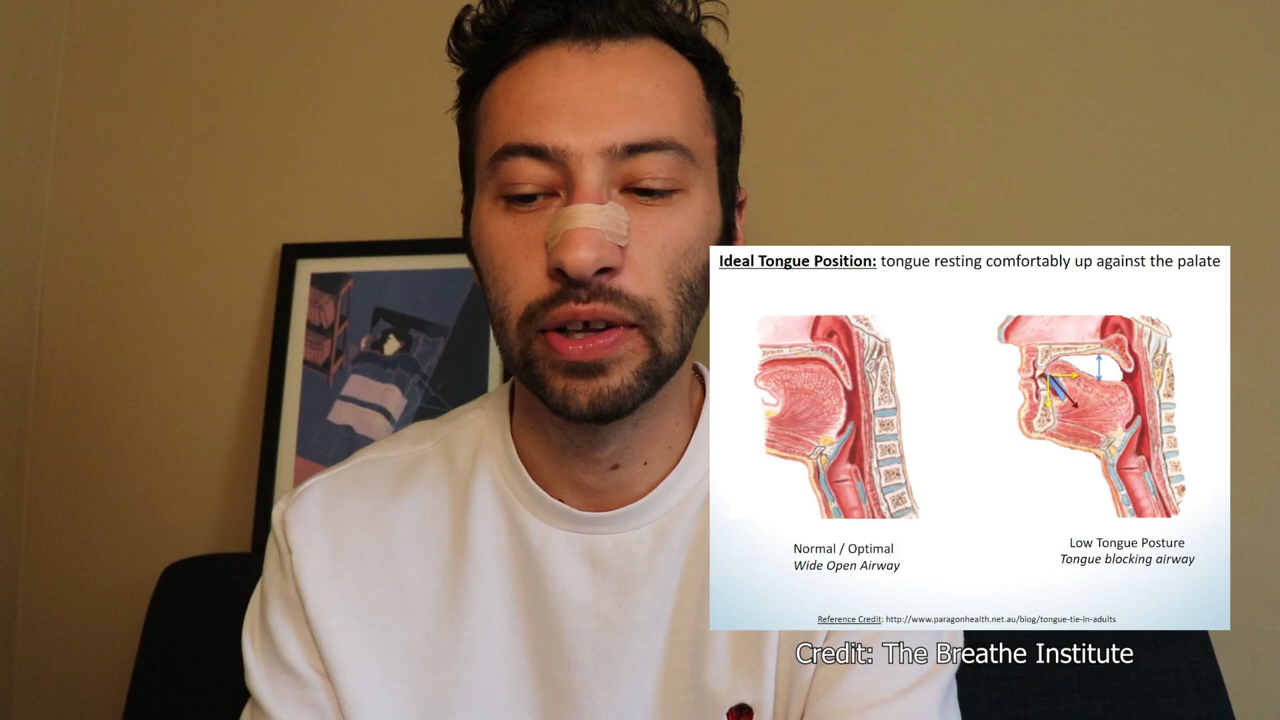 Ideal Tongue Position: tongue resting comfortably up against the palate
Normal / Optimal
Wide Open Airway
Low Tongue Posture
Tongue blocking airway
Reference Credit: http://www.paragonhealth.net.au/blog/tongue-tie-in-adults
Credit: The Breathe Institute